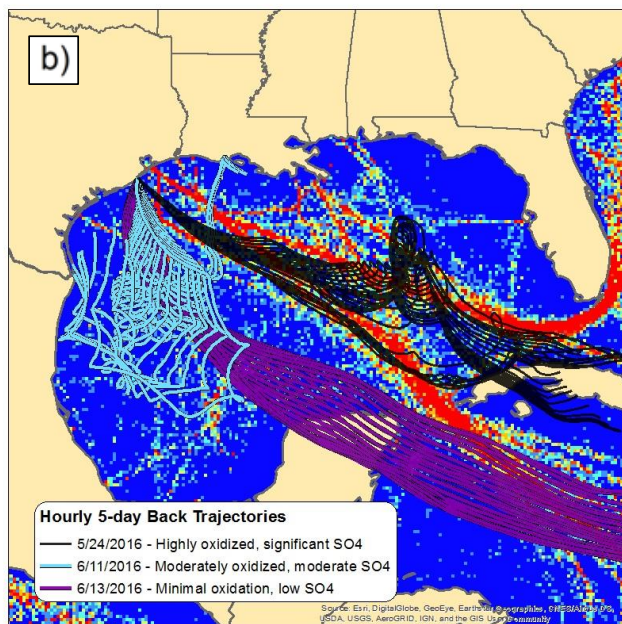 b)
Hourly 5-day Back Trajectories
5/24/2016 - Highly oxidized, significant SO4
6/11/2016 - Moderately oxidized, moderate SO4
6/13/2016 - Minimal oxidation, low SO4
Source: Esri, DigitalGlobe, GeoEye, Earthstar Geographics, CNES/Airbus DS,
USDA, USGS, AeroGRID, IGN, and the GIS User Community